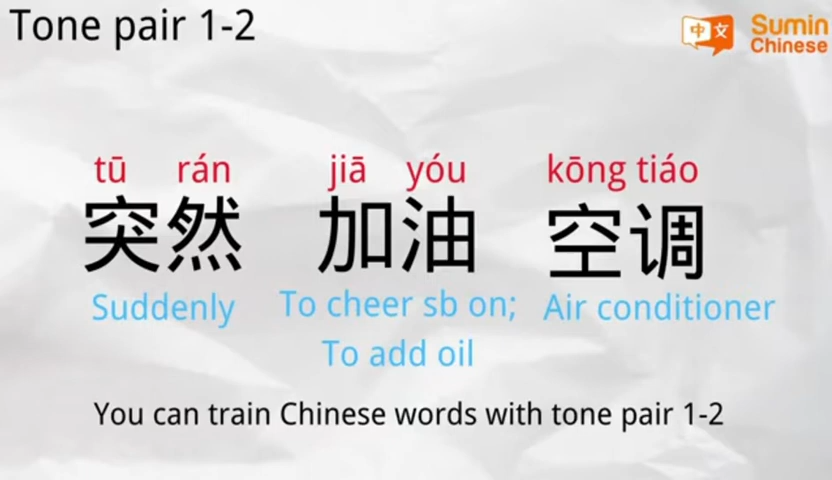 Tone pair 1-2
中文
Sumin
Chinese
tū rán jiā yóu kōng tiáo
突然 加油 空调
Suddenly To cheer sb on; Air conditioner
To add oil
You can train Chinese words with tone pair 1-2